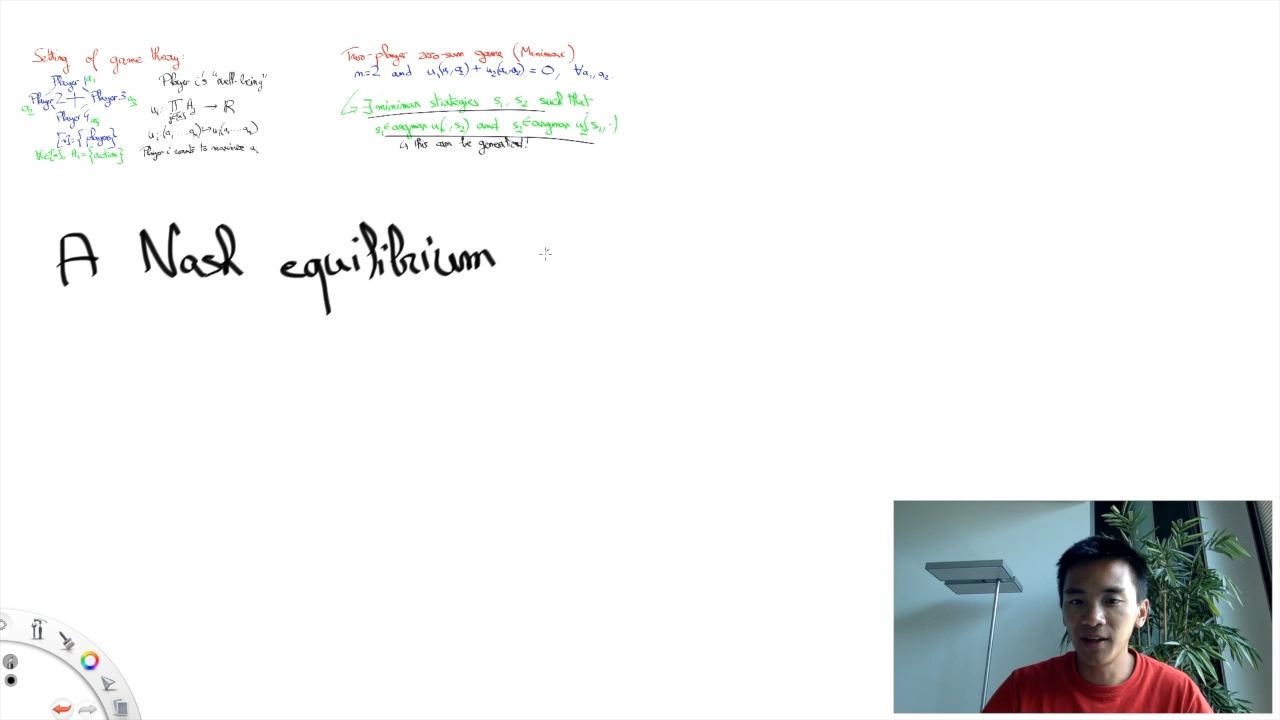 Setting of game theory:
Player 1 a₁
a₂ Player 2 Player 3 a₃
Player 4 a₄
[n] = {players}
∀i∈[n], Aᵢ = {action}
Player i's "well-being"
uᵢ: ∏ Aⱼ → ℝ
j∈[n]
uᵢ: (a₁ ... aₙ) ↦ uᵢ(a₁ ... aₙ)
Player i wants to maximize u
Two-player zero-sum game (Minimax)
n=2 and u₁(a₁,a₂) + u₂(a₁,a₂) = 0, ∀a₁,a₂.
↳ ∃ minimax strategies s₁, s₂ such that
s₁∈argmax u₁(·,s₂) and s₂∈argmax u₂(s₁,·)
↳ this can be generalized!
A Nash equilibrium